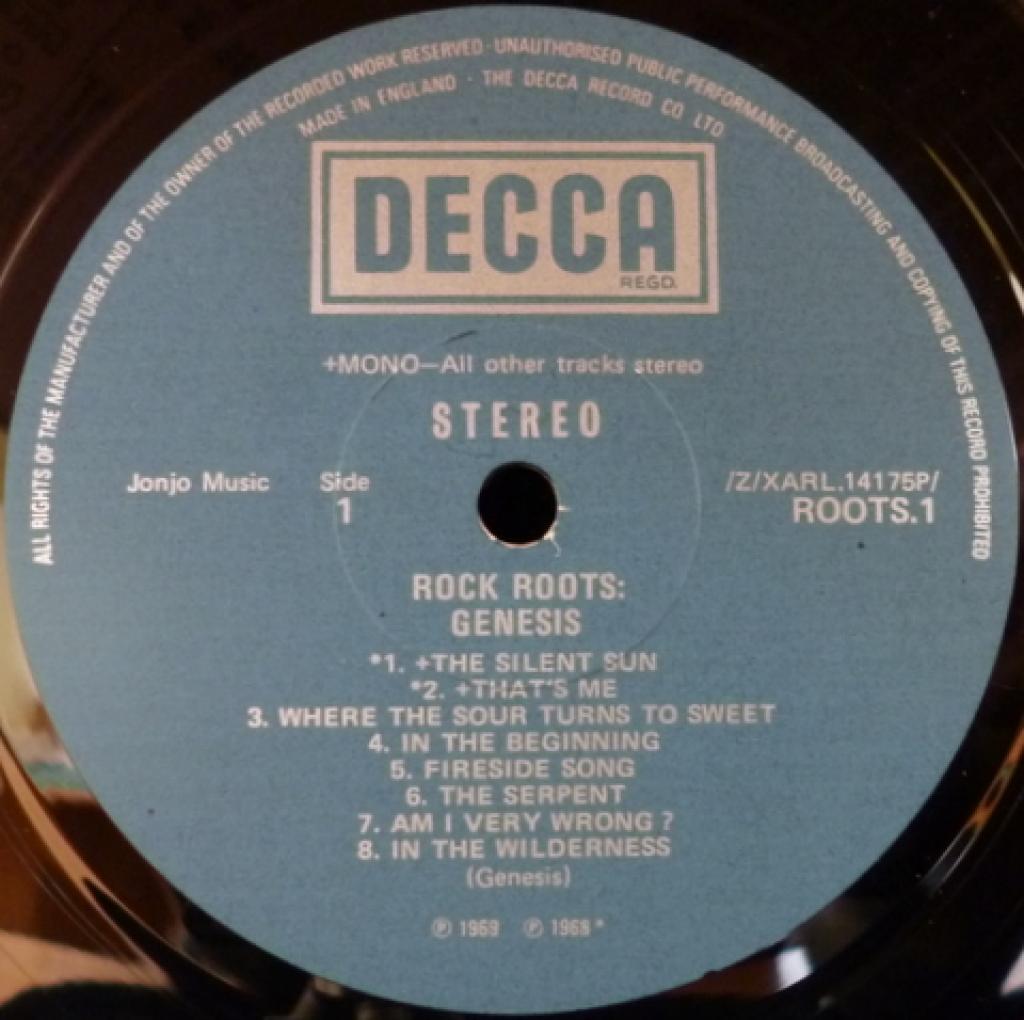 ALL RIGHTS OF THE MANUFACTURER AND OF THE OWNER OF THE RECORDED WORK RESERVED · UNAUTHORISED PUBLIC PERFORMANCE BROADCASTING AND COPYING OF THIS RECORD PROHIBITED
MADE IN ENGLAND · THE DECCA RECORD CO LTD
DECCA
REGD.
+MONO—All other tracks stereo
STEREO
Jonjo Music Side /Z/XARL.14175P/
1 ROOTS.1
ROCK ROOTS:
GENESIS
*1. +THE SILENT SUN
*2. +THAT'S ME
3. WHERE THE SOUR TURNS TO SWEET
4. IN THE BEGINNING
5. FIRESIDE SONG
6. THE SERPENT
7. AM I VERY WRONG ?
8. IN THE WILDERNESS
(Genesis)
℗ 1969 ℗ 1968 *